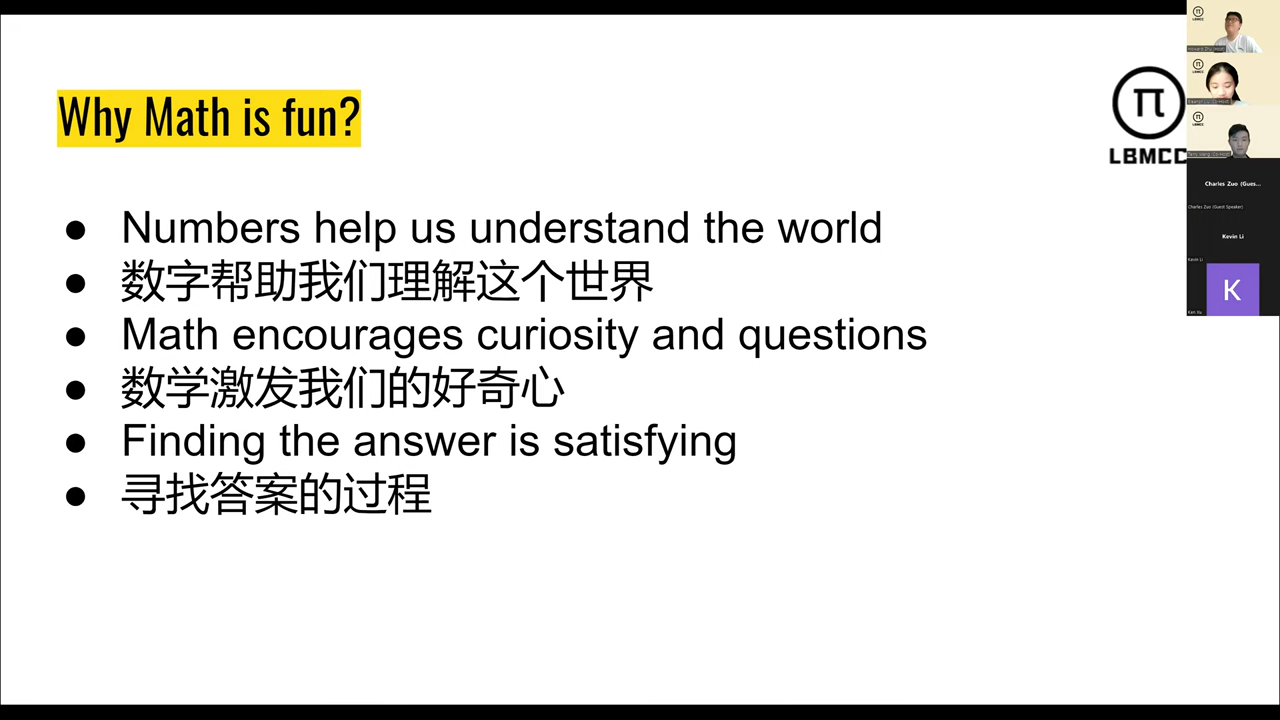 Why Math is fun?
π
LBMCC
● Numbers help us understand the world
● 数字帮助我们理解这个世界
● Math encourages curiosity and questions
● 数学激发我们的好奇心
● Finding the answer is satisfying
● 寻找答案的过程
Charles Zuo (Gues...
Charles Zuo (Guest Speaker)
Kevin Li
Kevin Li
K